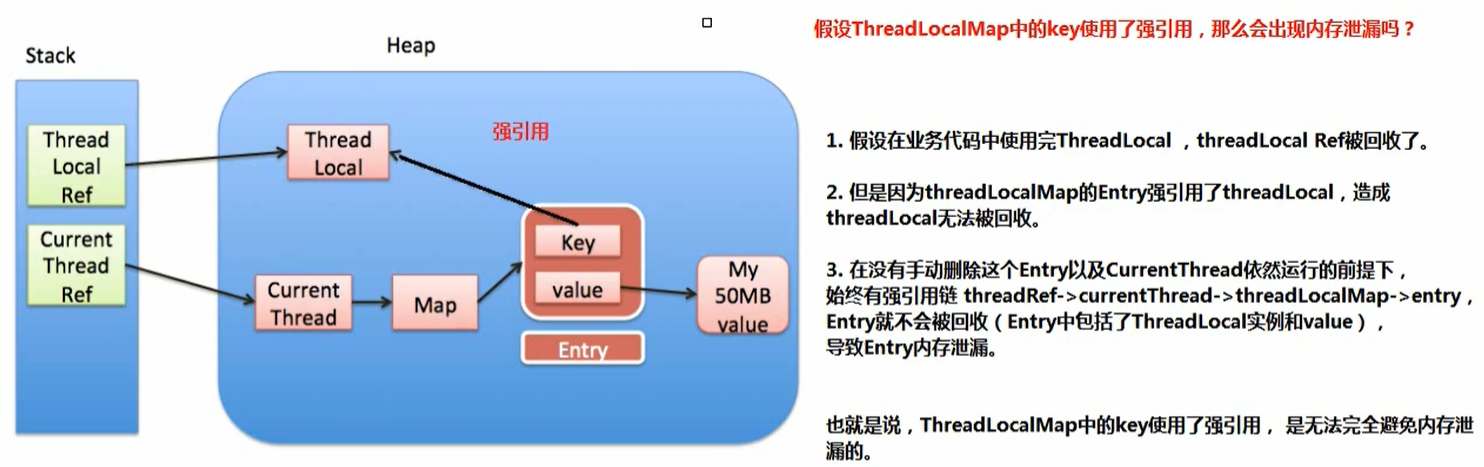 Stack
Heap
Thread
Local
Ref
Current
Thread
Ref
Thread
Local
强引用
Current
Thread
Map
Key
value
Entry
My
50MB
value
假设ThreadLocalMap中的key使用了强引用，那么会出现内存泄漏吗？
1. 假设在业务代码中使用完ThreadLocal ，threadLocal Ref被回收了。
2. 但是因为threadLocalMap的Entry强引用了threadLocal，造成
threadLocal无法被回收。
3. 在没有手动删除这个Entry以及CurrentThread依然运行的前提下，
始终有强引用链 threadRef->currentThread->threadLocalMap->entry，
Entry就不会被回收（Entry中包括了ThreadLocal实例和value），
导致Entry内存泄漏。
也就是说，ThreadLocalMap中的key使用了强引用， 是无法完全避免内存泄
漏的。